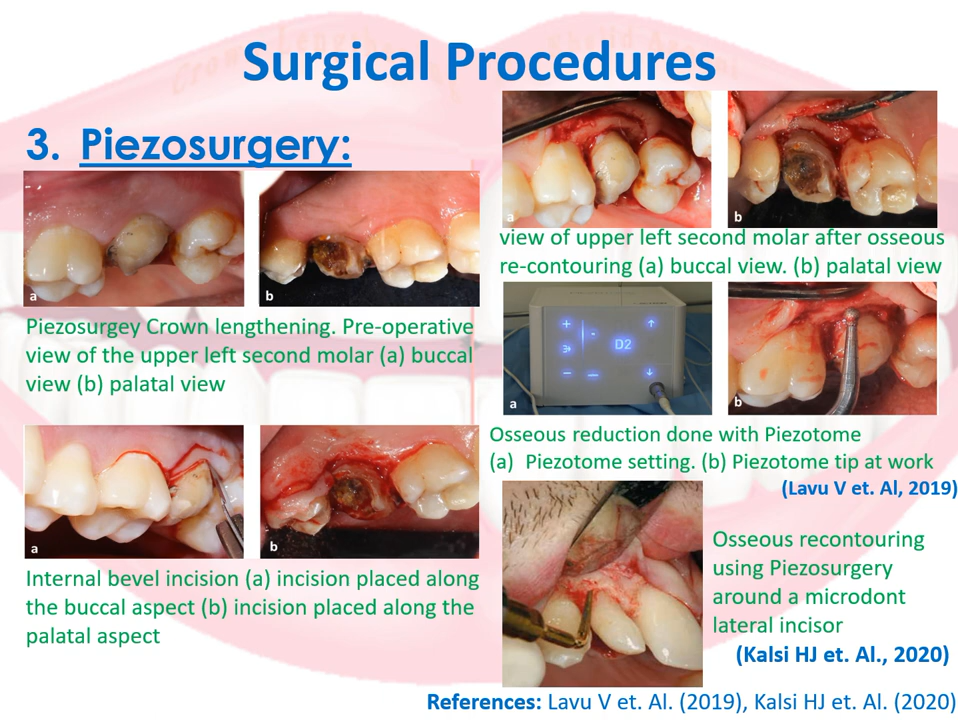 Surgical Procedures
3. Piezosurgery:
a
b
Piezosurgey Crown lengthening. Pre-operative
view of the upper left second molar (a) buccal
view (b) palatal view
a
b
Internal bevel incision (a) incision placed along
the buccal aspect (b) incision placed along the
palatal aspect
a
b
view of upper left second molar after osseous
re-contouring (a) buccal view. (b) palatal view
D2
a
b
Osseous reduction done with Piezotome
(a) Piezotome setting. (b) Piezotome tip at work
(Lavu V et. Al, 2019)
Osseous recontouring
using Piezosurgery
around a microdont
lateral incisor
(Kalsi HJ et. Al., 2020)
References: Lavu V et. Al. (2019), Kalsi HJ et. Al. (2020)